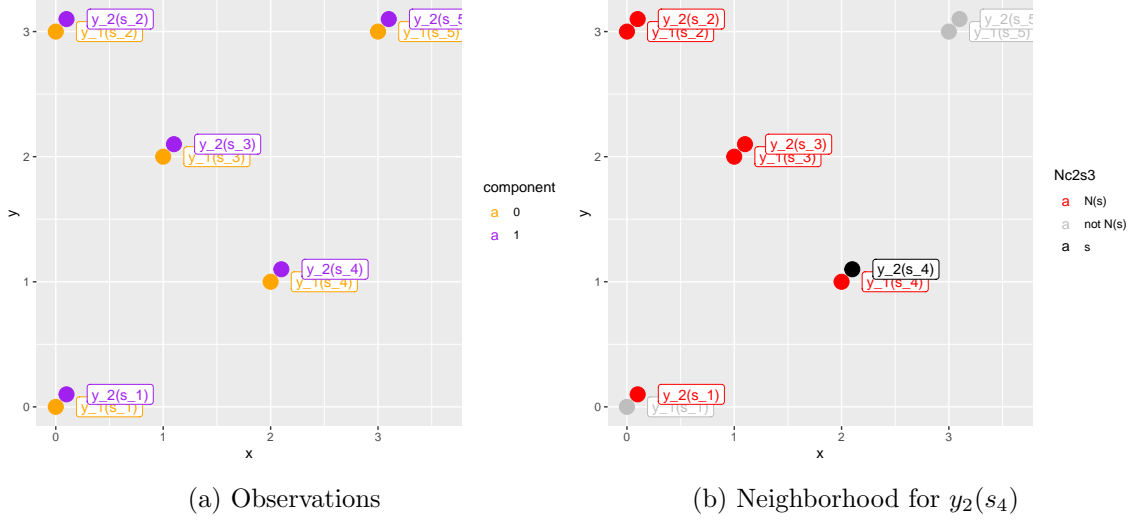 y_2(s_2)
y_1(s_2)
y_2(s_5
y_1(s_5)
y_2(s_3)
y_1(s_3)
y_2(s_4)
y_1(s_4)
y_2(s_1)
y_1(s_1)
3
2
1
0
y
0 1 2 3
x
component
a 0
a 1
(a) Observations
y_2(s_2)
y_1(s_2)
y_2(s_5
y_1(s_5)
y_2(s_3)
y_1(s_3)
y_2(s_4)
y_1(s_4)
y_2(s_1)
y_1(s_1)
3
2
1
0
y
0 1 2 3
x
Nc2s3
a N(s)
a not N(s)
a s
(b) Neighborhood for y₂(s₄)